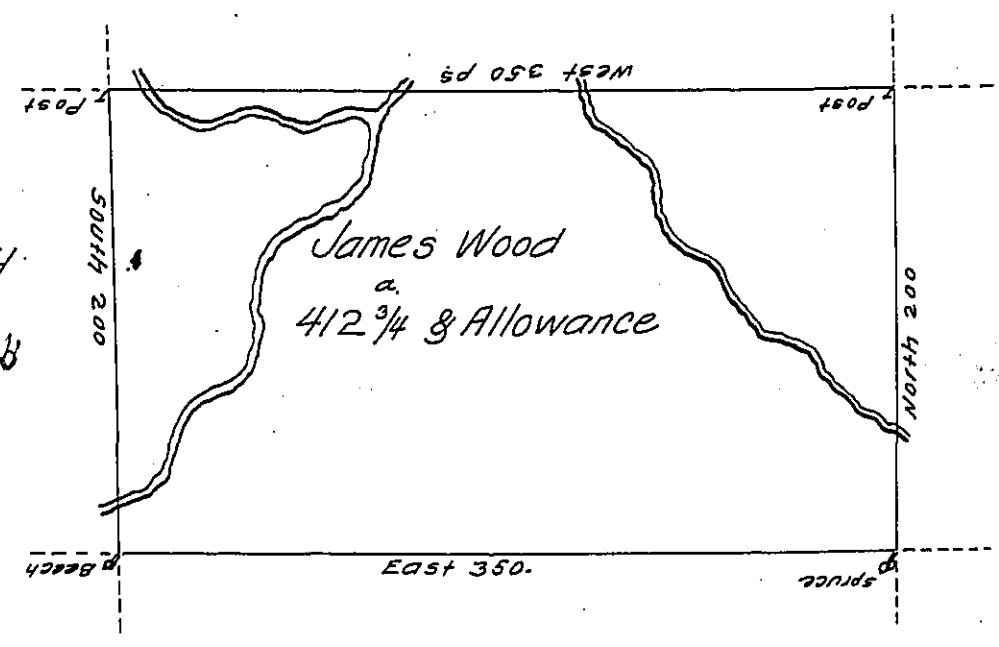 West 350 ps
Post
Post
South 200
James Wood
a.
412 3/4 & Allowance
North 200
Beech
East 350.
Spruce